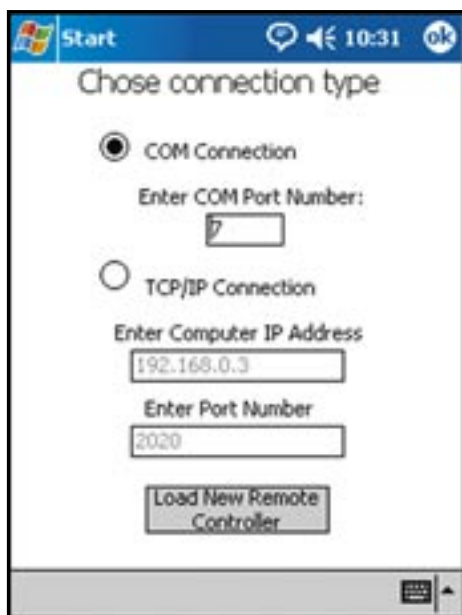 Start 10:31 ok
Chose connection type
COM Connection
Enter COM Port Number:
7
TCP/IP Connection
Enter Computer IP Address
192.168.0.3
Enter Port Number
2020
Load New Remote
Controller